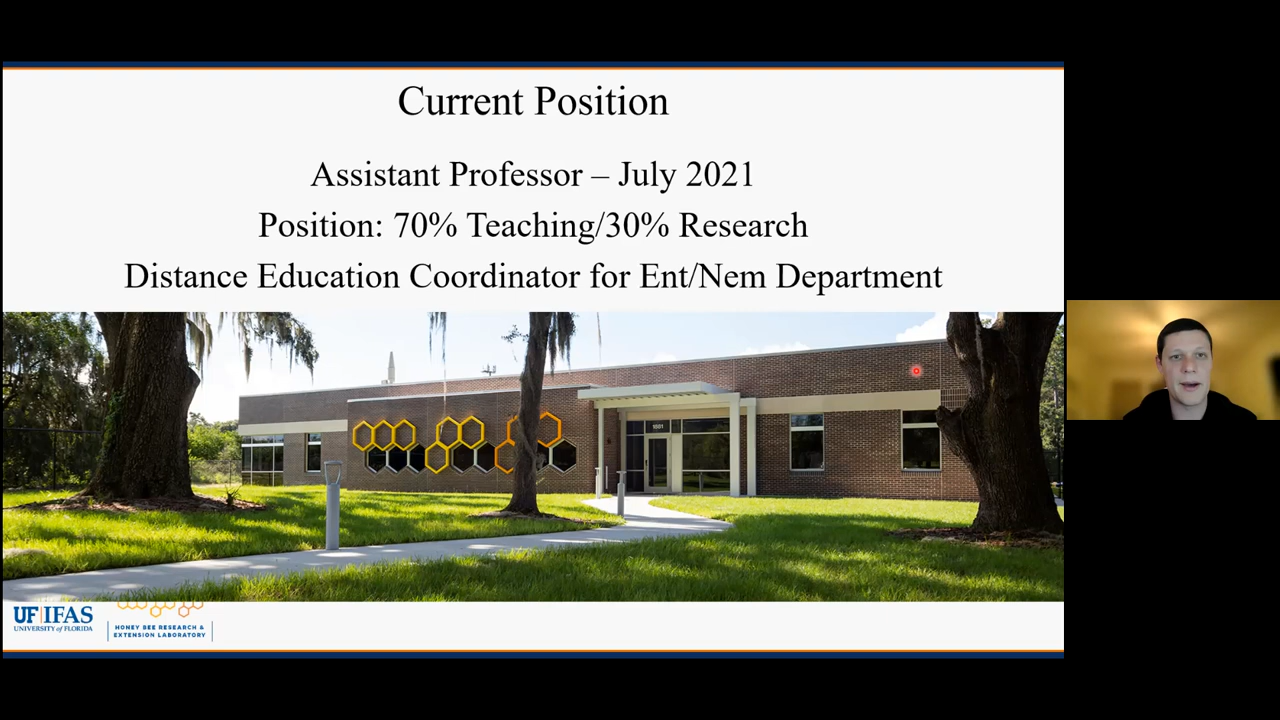 Current Position
Assistant Professor – July 2021
Position: 70% Teaching/30% Research
Distance Education Coordinator for Ent/Nem Department
1881
UF|IFAS
UNIVERSITY of FLORIDA
HONEY BEE RESEARCH &
EXTENSION LABORATORY